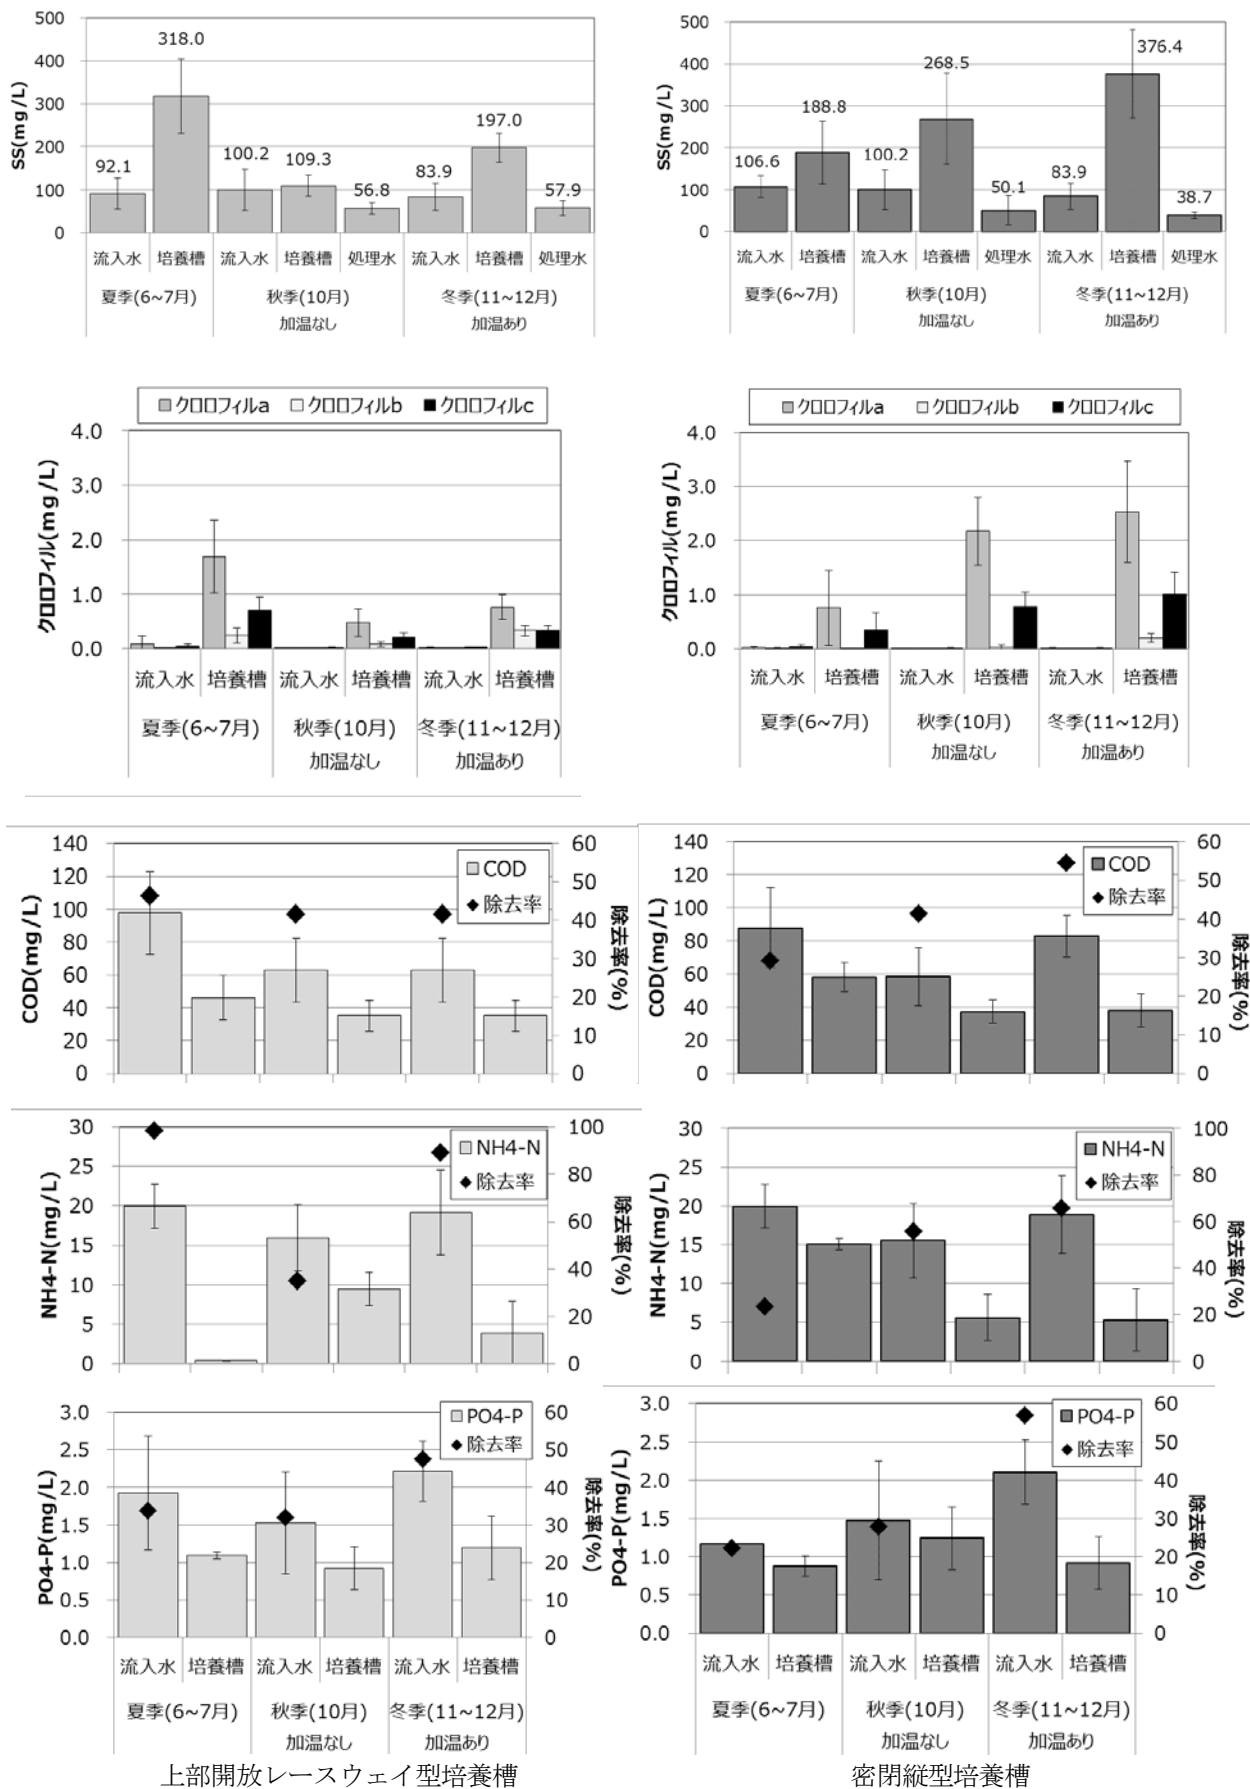 500
400
300
200
100
0
SS(mg/L)
92.1
318.0
100.2
109.3
56.8
83.9
197.0
57.9
流入水 培養槽 流入水 培養槽 処理水 流入水 培養槽 処理水
夏季(6~7月) 秋季(10月) 冬季(11~12月)
加温なし 加温あり
500
400
300
200
100
0
SS(mg/L)
106.6
188.8
100.2
268.5
50.1
83.9
376.4
38.7
流入水 培養槽 流入水 培養槽 処理水 流入水 培養槽 処理水
夏季(6~7月) 秋季(10月) 冬季(11~12月)
加温なし 加温あり
クロロフィルa クロロフィルb クロロフィルc
4.0
3.0
2.0
1.0
0.0
クロロフィル(mg/L)
流入水 培養槽 流入水 培養槽 流入水 培養槽
夏季(6~7月) 秋季(10月) 冬季(11~12月)
加温なし 加温あり
クロロフィルa クロロフィルb クロロフィルc
4.0
3.0
2.0
1.0
0.0
クロロフィル(mg/L)
流入水 培養槽 流入水 培養槽 流入水 培養槽
夏季(6~7月) 秋季(10月) 冬季(11~12月)
加温なし 加温あり
140
120
100
80
60
40
20
0
COD(mg/L)
COD
除去率
60
50
40
30
20
10
0
除去率(%)
140
120
100
80
60
40
20
0
COD(mg/L)
COD
除去率
60
50
40
30
20
10
0
除去率(%)
30
25
20
15
10
5
0
NH4-N(mg/L)
NH4-N
除去率
100
80
60
40
20
0
除去率(%)
30
25
20
15
10
5
0
NH4-N(mg/L)
NH4-N
除去率
100
80
60
40
20
0
除去率(%)
3.0
2.5
2.0
1.5
1.0
0.5
0.0
PO4-P(mg/L)
PO4-P
除去率
60
50
40
30
20
10
0
除去率(%)
流入水 培養槽 流入水 培養槽 流入水 培養槽
夏季(6~7月) 秋季(10月) 冬季(11~12月)
加温なし 加温あり
3.0
2.5
2.0
1.5
1.0
0.5
0.0
PO4-P(mg/L)
PO4-P
除去率
60
50
40
30
20
10
0
除去率(%)
流入水 培養槽 流入水 培養槽 流入水 培養槽
夏季(6~7月) 秋季(10月) 冬季(11~12月)
加温なし 加温あり
上部開放レースウェイ型培養槽
密閉縦型培養槽